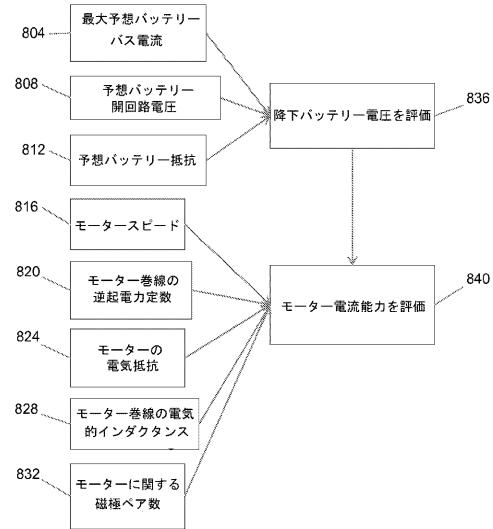 804
最大予想バッテリー
バス電流
808
予想バッテリー
開回路電圧
812
予想バッテリー抵抗
降下バッテリー電圧を評価
836
816
モータースピード
820
モーター巻線の
逆起電力定数
824
モーターの
電気抵抗
828
モーター巻線の電気
的インダクタンス
832
モーターに関する
磁極ペア数
モーター電流能力を評価
840